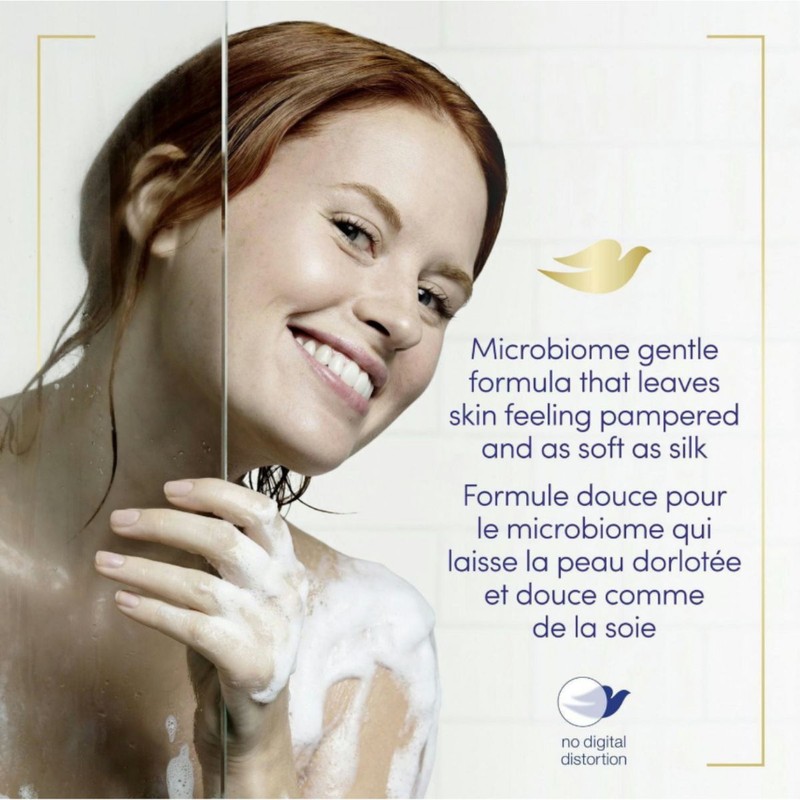 Microbiome gentle
formula that leaves
skin feeling pampered
and as soft as silk
Formule douce pour
le microbiome qui
laisse la peau dorlotée
et douce comme
de la soie
no digital
distortion